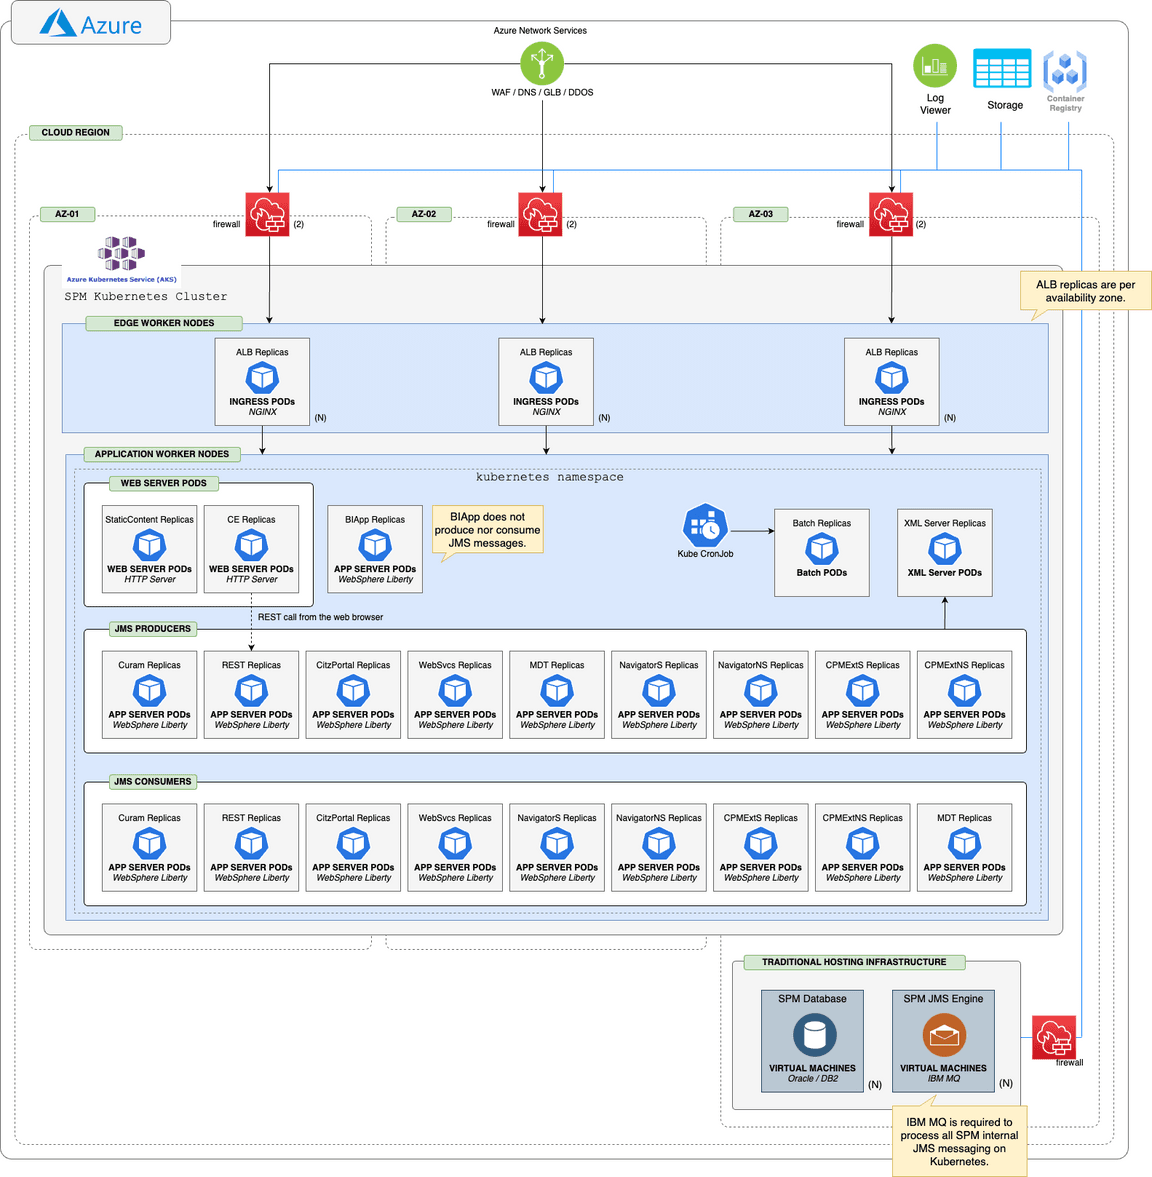 Azure
Azure Network Services
WAF / DNS / GLB / DDOS
Log
Viewer
Storage
Container
Registry
CLOUD REGION
AZ-01
AZ-02
AZ-03
firewall
(2)
firewall
(2)
firewall
(2)
Azure Kubernetes Service (AKS)
SPM Kubernetes Cluster
ALB replicas are per
availability zone.
EDGE WORKER NODES
ALB Replicas
INGRESS PODs
NGINX
(N)
ALB Replicas
INGRESS PODs
NGINX
(N)
ALB Replicas
INGRESS PODs
NGINX
(N)
APPLICATION WORKER NODES
kubernetes namespace
WEB SERVER PODS
StaticContent Replicas
WEB SERVER PODs
HTTP Server
CE Replicas
WEB SERVER PODs
HTTP Server
BIApp Replicas
APP SERVER PODs
WebSphere Liberty
BIApp does not
produce nor consume
JMS messages.
Kube CronJob
Batch Replicas
Batch PODs
XML Server Replicas
XML Server PODs
REST call from the web browser
JMS PRODUCERS
Curam Replicas
APP SERVER PODs
WebSphere Liberty
REST Replicas
APP SERVER PODs
WebSphere Liberty
CitzPortal Replicas
APP SERVER PODs
WebSphere Liberty
WebSvcs Replicas
APP SERVER PODs
WebSphere Liberty
MDT Replicas
APP SERVER PODs
WebSphere Liberty
NavigatorS Replicas
APP SERVER PODs
WebSphere Liberty
NavigatorNS Replicas
APP SERVER PODs
WebSphere Liberty
CPMExtS Replicas
APP SERVER PODs
WebSphere Liberty
CPMExtNS Replicas
APP SERVER PODs
WebSphere Liberty
JMS CONSUMERS
Curam Replicas
APP SERVER PODs
WebSphere Liberty
REST Replicas
APP SERVER PODs
WebSphere Liberty
CitzPortal Replicas
APP SERVER PODs
WebSphere Liberty
WebSvcs Replicas
APP SERVER PODs
WebSphere Liberty
NavigatorS Replicas
APP SERVER PODs
WebSphere Liberty
NavigatorNS Replicas
APP SERVER PODs
WebSphere Liberty
CPMExtS Replicas
APP SERVER PODs
WebSphere Liberty
CPMExtNS Replicas
APP SERVER PODs
WebSphere Liberty
MDT Replicas
APP SERVER PODs
WebSphere Liberty
TRADITIONAL HOSTING INFRASTRUCTURE
SPM Database
VIRTUAL MACHINES
Oracle / DB2
(N)
SPM JMS Engine
VIRTUAL MACHINES
IBM MQ
(N)
firewall
IBM MQ is required to
process all SPM internal
JMS messaging on
Kubernetes.